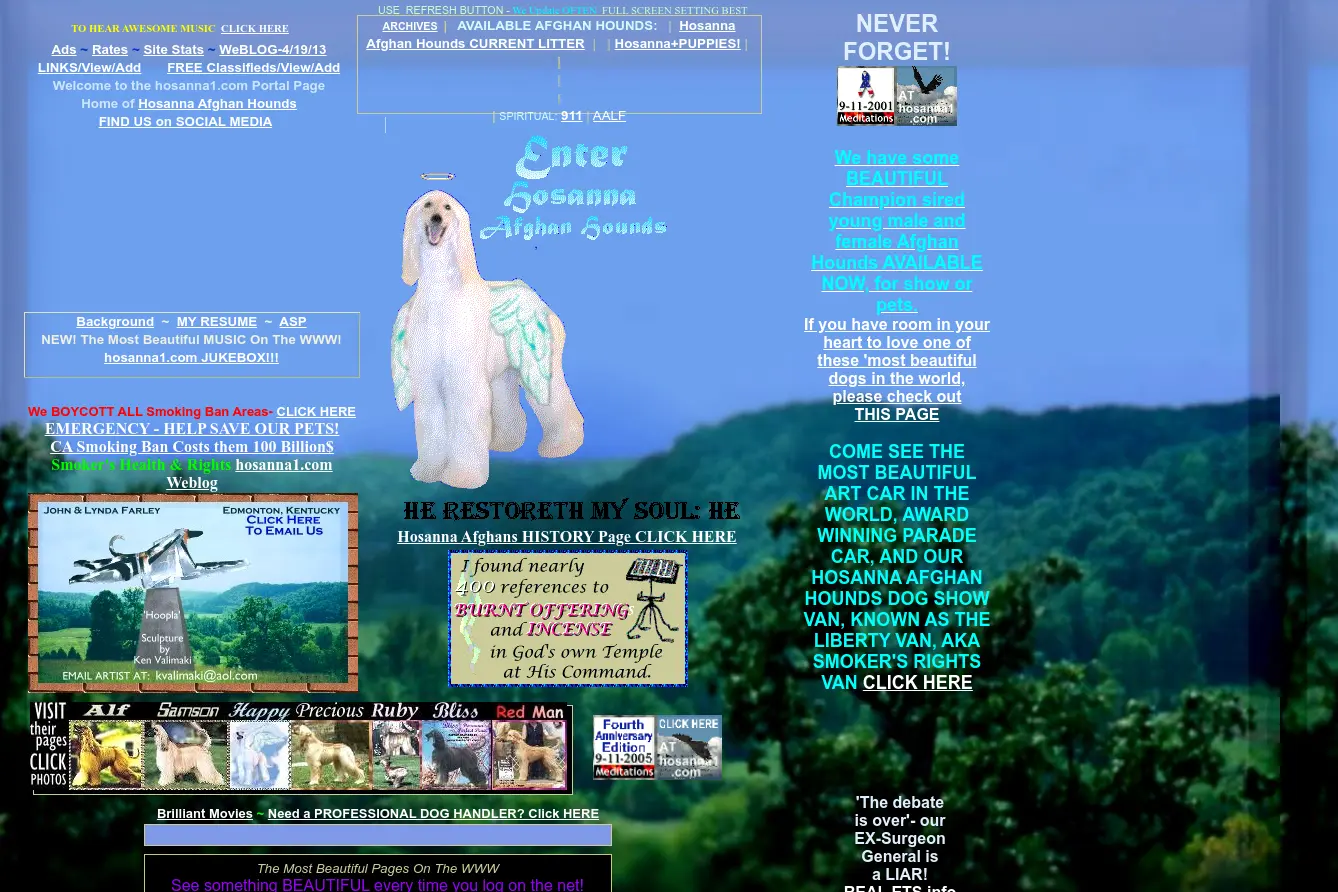 TO HEAR AWESOME MUSIC CLICK HERE
Ads ~ Rates ~ Site Stats ~ WeBLOG-4/19/13
LINKS/View/Add FREE Classifieds/View/Add
Welcome to the hosanna1.com Portal Page
Home of Hosanna Afghan Hounds
FIND US on SOCIAL MEDIA
Background ~ MY RESUME ~ ASP
NEW! The Most Beautiful MUSIC On The WWW!
hosanna1.com JUKEBOX!!!
We BOYCOTT ALL Smoking Ban Areas- CLICK HERE
EMERGENCY - HELP SAVE OUR PETS!
CA Smoking Ban Costs them 100 Billion$
Smoker's Health & Rights hosanna1.com
Weblog
JOHN & LYNDA FARLEY EDMONTON, KENTUCKY
CLICK HERE
TO EMAIL US
'Hoopla'
Sculpture
by
Ken Valimaki
EMAIL ARTIST AT: kvalimaki@aol.com
USE REFRESH BUTTON - We Update OFTEN FULL SCREEN SETTING BEST
ARCHIVES | AVAILABLE AFGHAN HOUNDS: | Hosanna
Afghan Hounds CURRENT LITTER | | Hosanna+PUPPIES! |
|
|
|
| SPIRITUAL: 911 | AALF
Enter
Hosanna
Afghan Hounds
HE RESTORETH MY SOUL: HE
Hosanna Afghans HISTORY Page CLICK HERE
I found nearly
400 references to
BURNT OFFERINGS
and INCENSE
in God's own Temple
at His Command.
VISIT
their
pages
CLICK
PHOTOS
Alf Samson Happy Precious Ruby Bliss Red Man
Fourth
Anniversary
Edition
9-11-2005
Meditations
CLICK HERE
AT
hosanna1
.com
Brilliant Movies ~ Need a PROFESSIONAL DOG HANDLER? Click HERE
The Most Beautiful Pages On The WWW
See something BEAUTIFUL every time you log on the net!
NEVER
FORGET!
9-11-2001
Meditations
AT
hosanna1
.com
We have some
BEAUTIFUL
Champion sired
young male and
female Afghan
Hounds AVAILABLE
NOW, for show or
pets.
If you have room in your
heart to love one of
these 'most beautiful
dogs in the world,
please check out
THIS PAGE
COME SEE THE
MOST BEAUTIFUL
ART CAR IN THE
WORLD, AWARD
WINNING PARADE
CAR, AND OUR
HOSANNA AFGHAN
HOUNDS DOG SHOW
VAN, KNOWN AS THE
LIBERTY VAN, AKA
SMOKER'S RIGHTS
VAN CLICK HERE
'The debate
is over'- our
EX-Surgeon
General is
a LIAR!
REAL ETS info